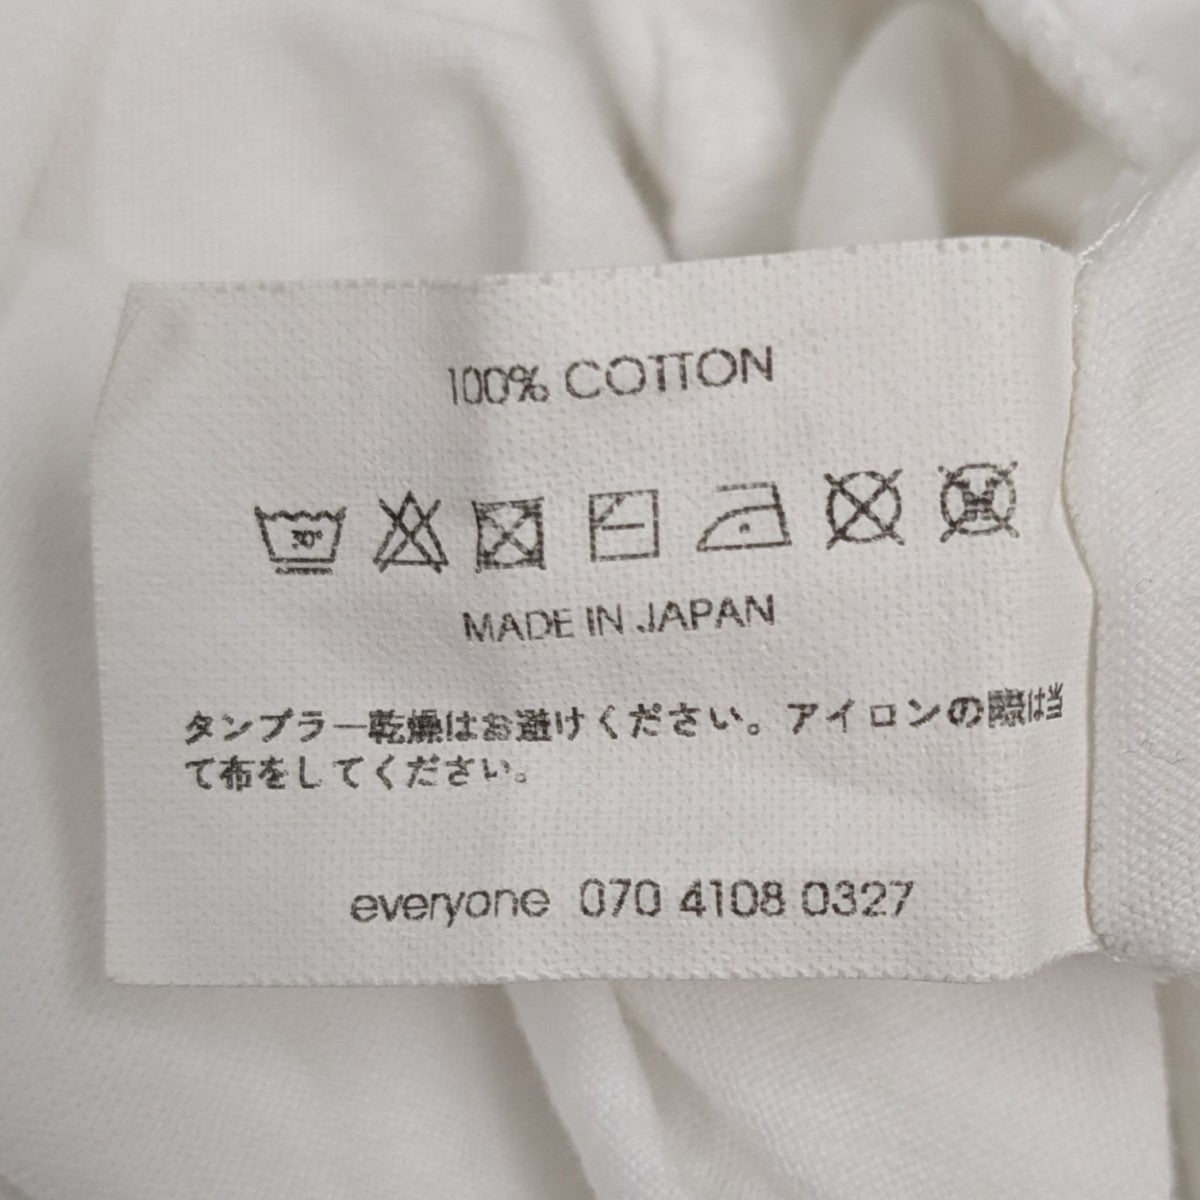 100% COTTON
30°
MADE IN JAPAN
タンブラー乾燥はお避けください。アイロンの際は当
て布をしてください。
everyone 070 4108 0327